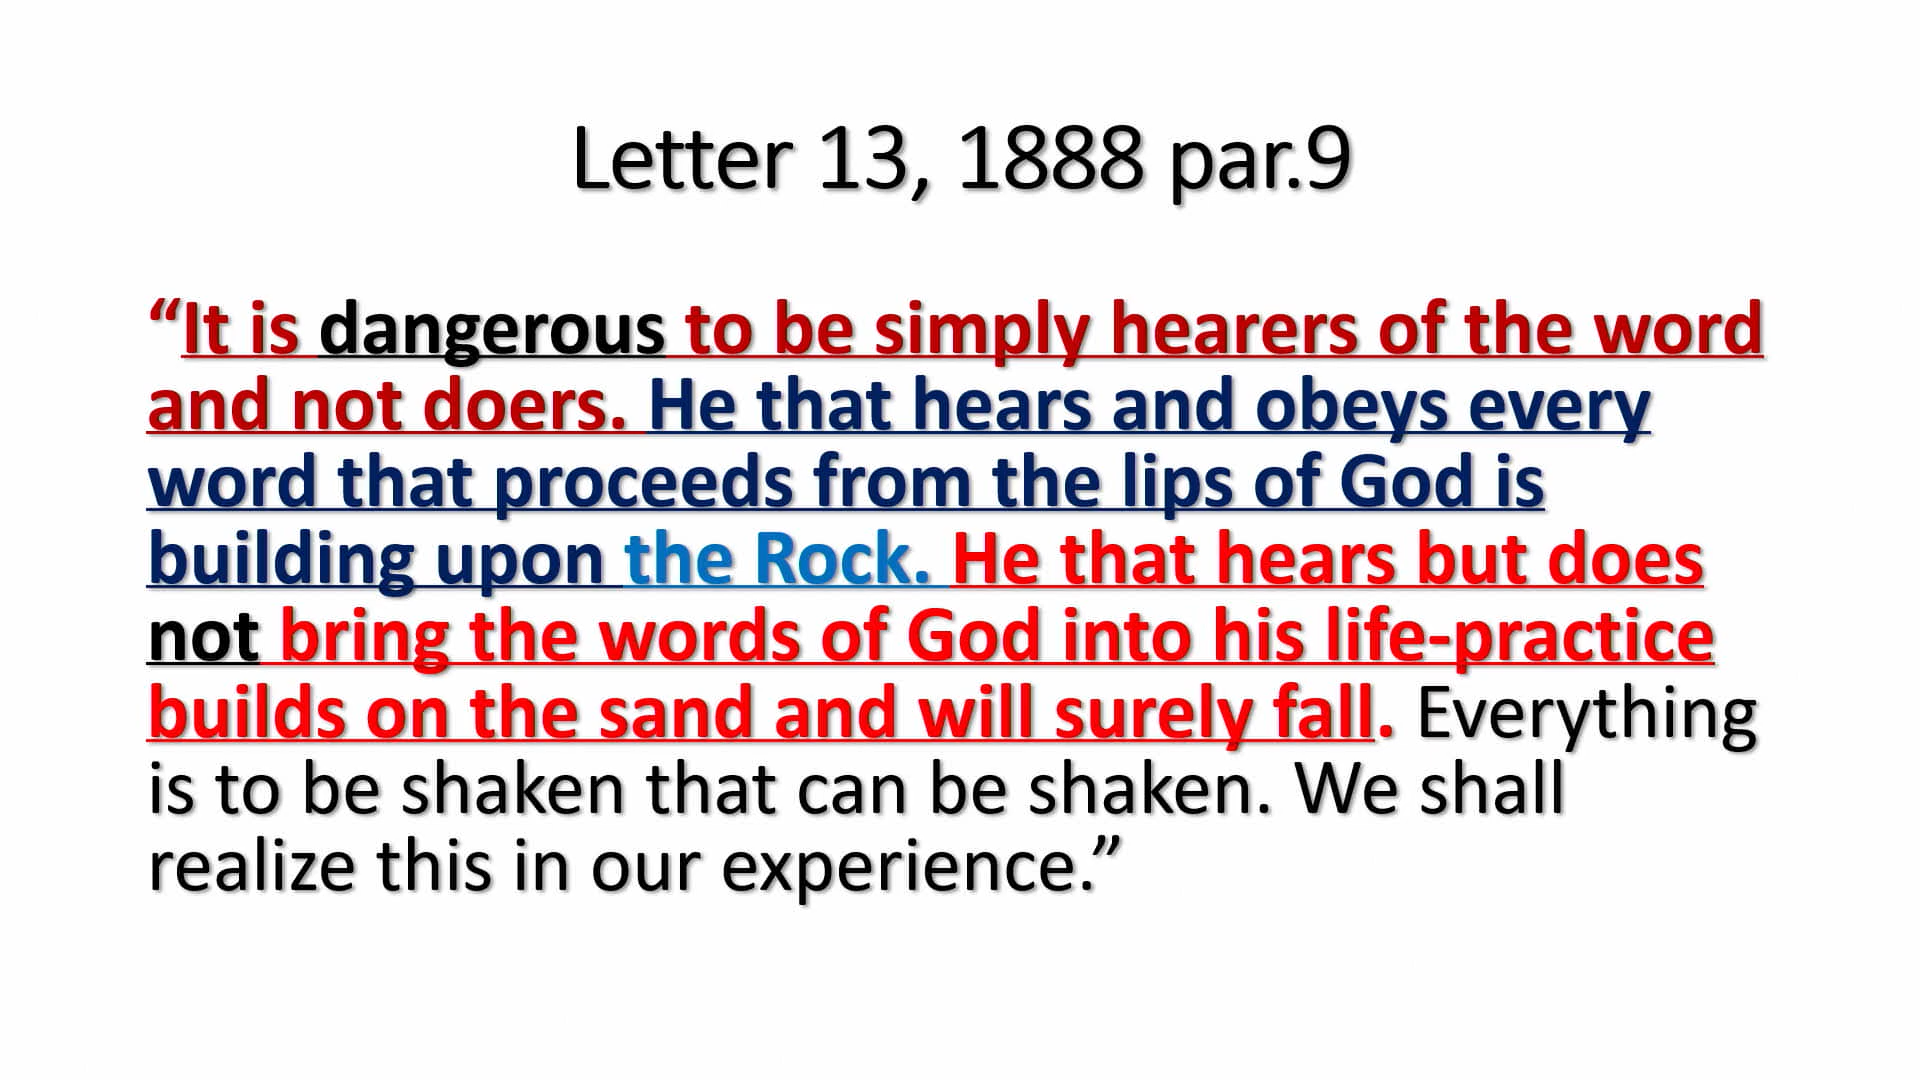 Letter 13, 1888 par.9
“It is dangerous to be simply hearers of the word
and not doers. He that hears and obeys every
word that proceeds from the lips of God is
building upon the Rock. He that hears but does
not bring the words of God into his life-practice
builds on the sand and will surely fall. Everything
is to be shaken that can be shaken. We shall
realize this in our experience.”